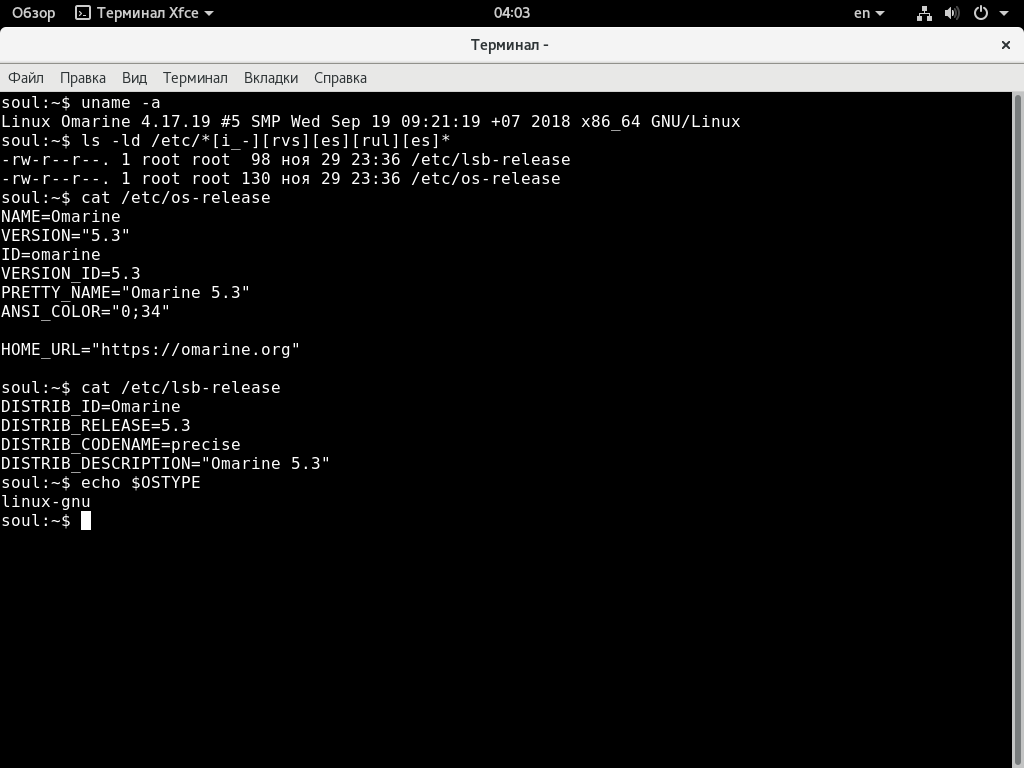 Обзор Терминал Xfce 04:03 en
Терминал -
Файл Правка Вид Терминал Вкладки Справка
soul:~$ uname -a
Linux Omarine 4.17.19 #5 SMP Wed Sep 19 09:21:19 +07 2018 x86_64 GNU/Linux
soul:~$ ls -ld /etc/*[i_-][rvs][es][rul][es]*
-rw-r--r--. 1 root root  98 ноя 29 23:36 /etc/lsb-release
-rw-r--r--. 1 root root 130 ноя 29 23:36 /etc/os-release
soul:~$ cat /etc/os-release
NAME=Omarine
VERSION="5.3"
ID=omarine
VERSION_ID=5.3
PRETTY_NAME="Omarine 5.3"
ANSI_COLOR="0;34"
HOME_URL="https://omarine.org"
soul:~$ cat /etc/lsb-release
DISTRIB_ID=Omarine
DISTRIB_RELEASE=5.3
DISTRIB_CODENAME=precise
DISTRIB_DESCRIPTION="Omarine 5.3"
soul:~$ echo $OSTYPE
linux-gnu
soul:~$